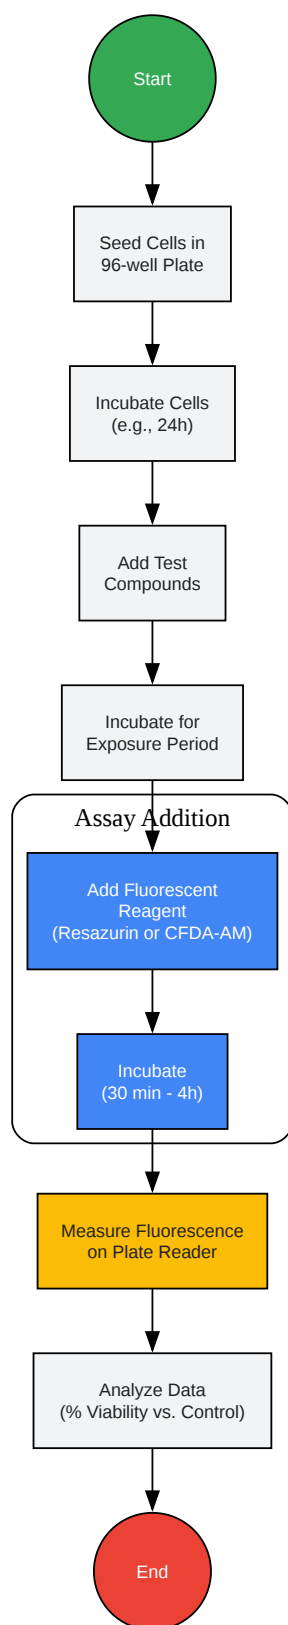 Start
Seed Cells in
96-well Plate
Incubate Cells
(e.g., 24h)
Add Test
Compounds
Incubate for
Exposure Period
Assay Addition
Add Fluorescent
Reagent
(Resazurin or CFDA-AM)
Incubate
(30 min - 4h)
Measure Fluorescence
on Plate Reader
Analyze Data
(% Viability vs. Control)
End